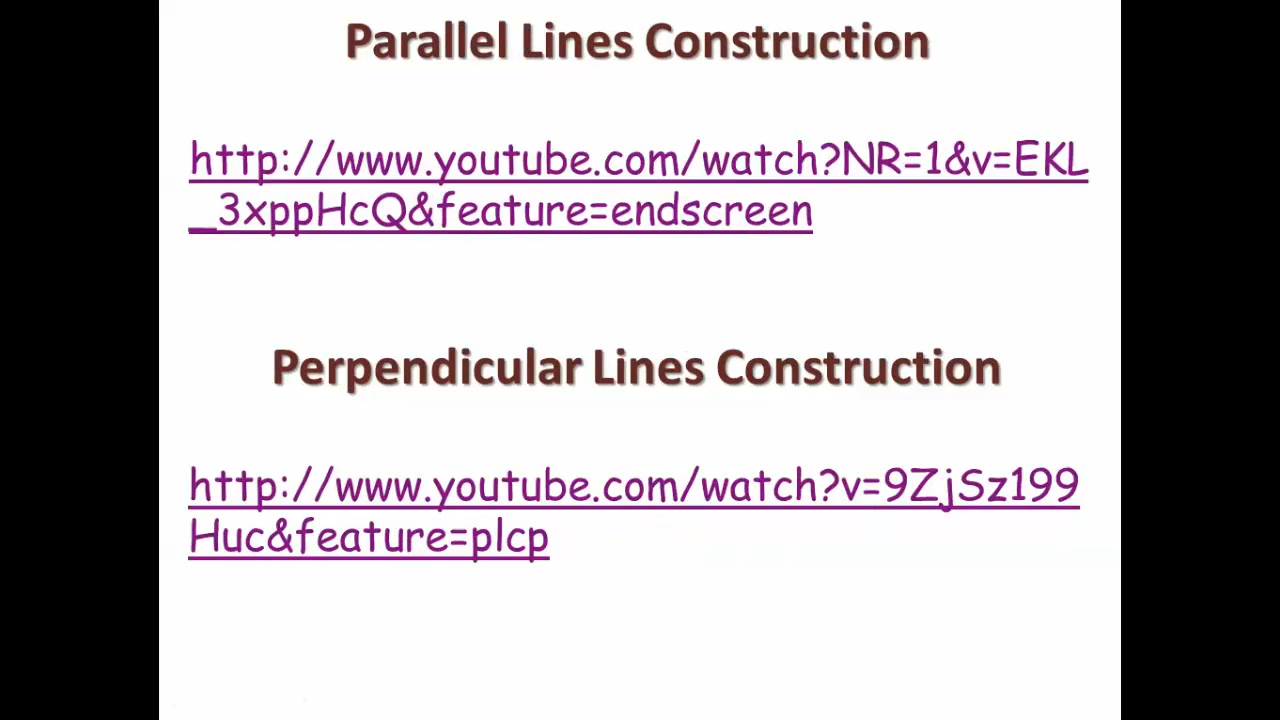 Parallel Lines Construction
http://www.youtube.com/watch?NR=1&v=EKL
_3xppHcQ&feature=endscreen
Perpendicular Lines Construction
http://www.youtube.com/watch?v=9ZjSz199
Huc&feature=plcp